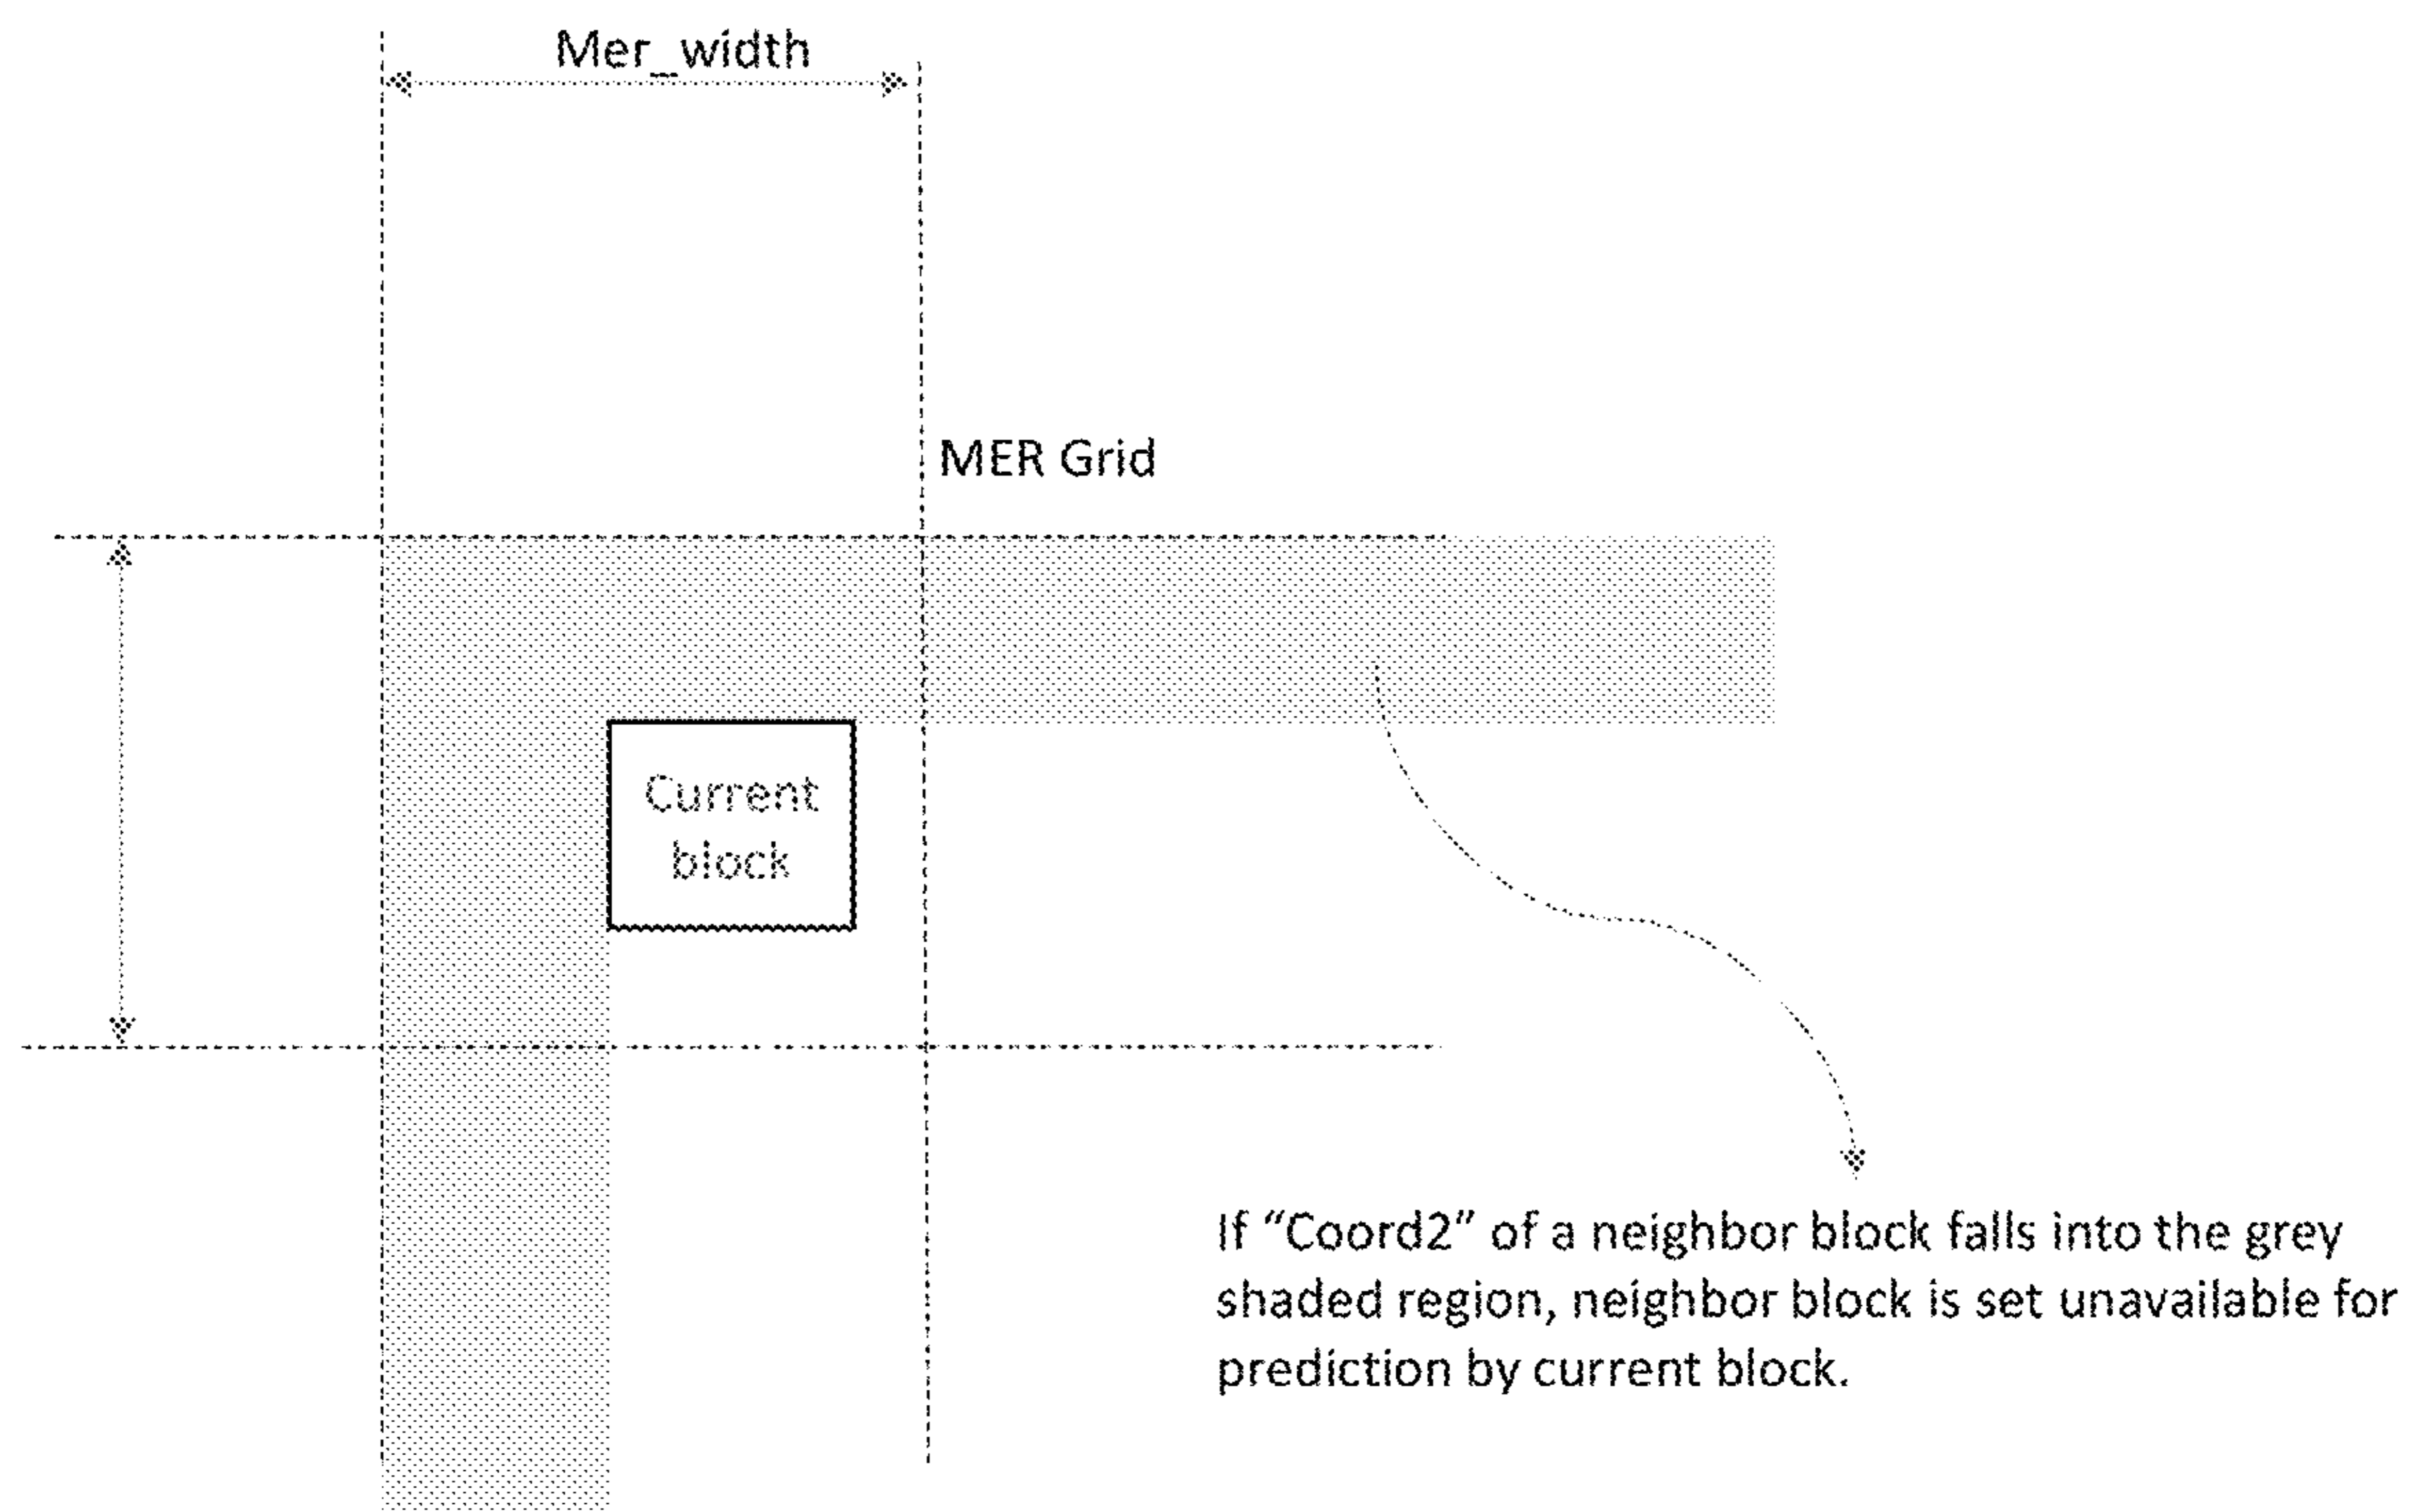 Mer_width
MER Grid
Current
block
If “Coord2” of a neighbor block falls into the grey
shaded region, neighbor block is set unavailable for
prediction by current block.